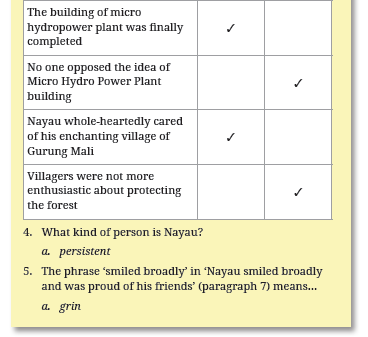 The building of micro
hydropower plant was finally
completed
✓
No one opposed the idea of
Micro Hydro Power Plant
building
✓
Nayau whole-heartedly cared
of his enchanting village of
Gurung Mali
✓
Villagers were not more
enthusiastic about protecting
the forest
✓
4. What kind of person is Nayau?
a. persistent
5. The phrase ‘smiled broadly’ in ‘Nayau smiled broadly
and was proud of his friends’ (paragraph 7) means...
a. grin